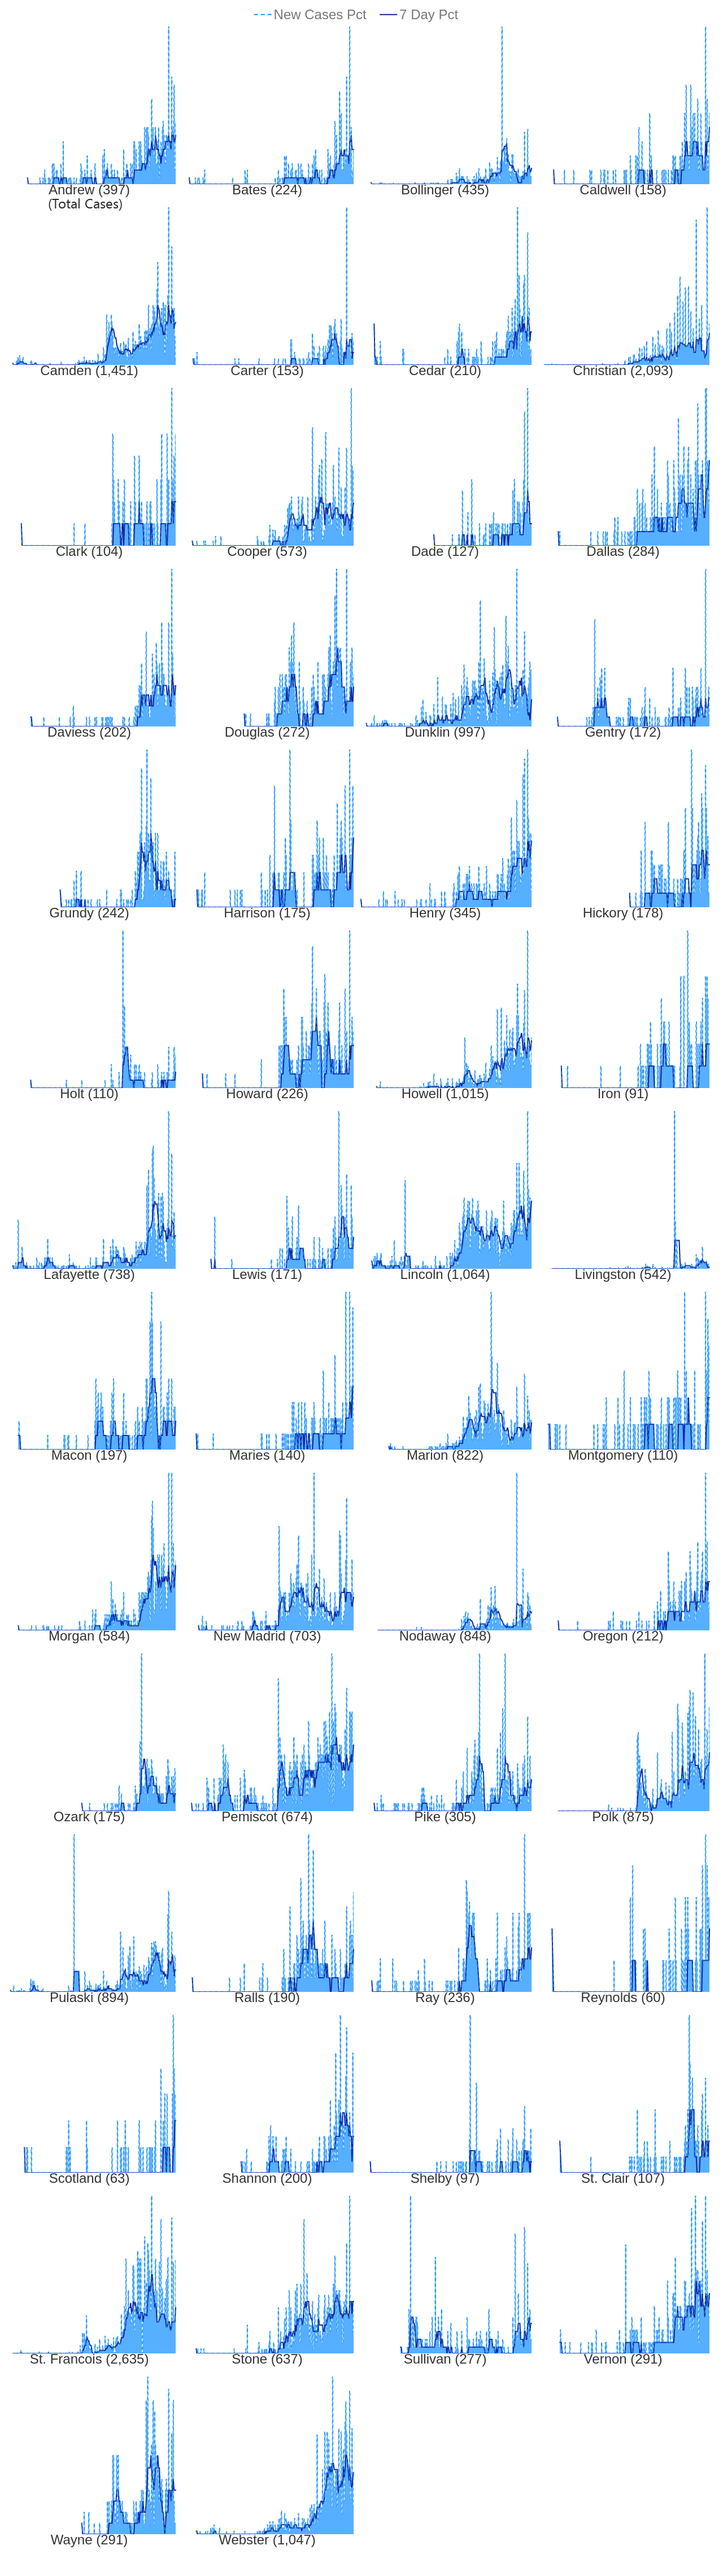 New Cases Pct 7 Day Pct
Andrew (397) Bates (224) Bollinger (435) Caldwell (158)
(Total Cases)
Camden (1,451) Carter (153) Cedar (210) Christian (2,093)
Clark (104) Cooper (573) Dade (127) Dallas (284)
Daviess (202) Douglas (272) Dunklin (997) Gentry (172)
Grundy (242) Harrison (175) Henry (345) Hickory (178)
Holt (110) Howard (226) Howell (1,015) Iron (91)
Lafayette (738) Lewis (171) Lincoln (1,064) Livingston (542)
Macon (197) Maries (140) Marion (822) Montgomery (110)
Morgan (584) New Madrid (703) Nodaway (848) Oregon (212)
Ozark (175) Pemiscot (674) Pike (305) Polk (875)
Pulaski (894) Ralls (190) Ray (236) Reynolds (60)
Scotland (63) Shannon (200) Shelby (97) St. Clair (107)
St. Francois (2,635) Stone (637) Sullivan (277) Vernon (291)
Wayne (291) Webster (1,047)